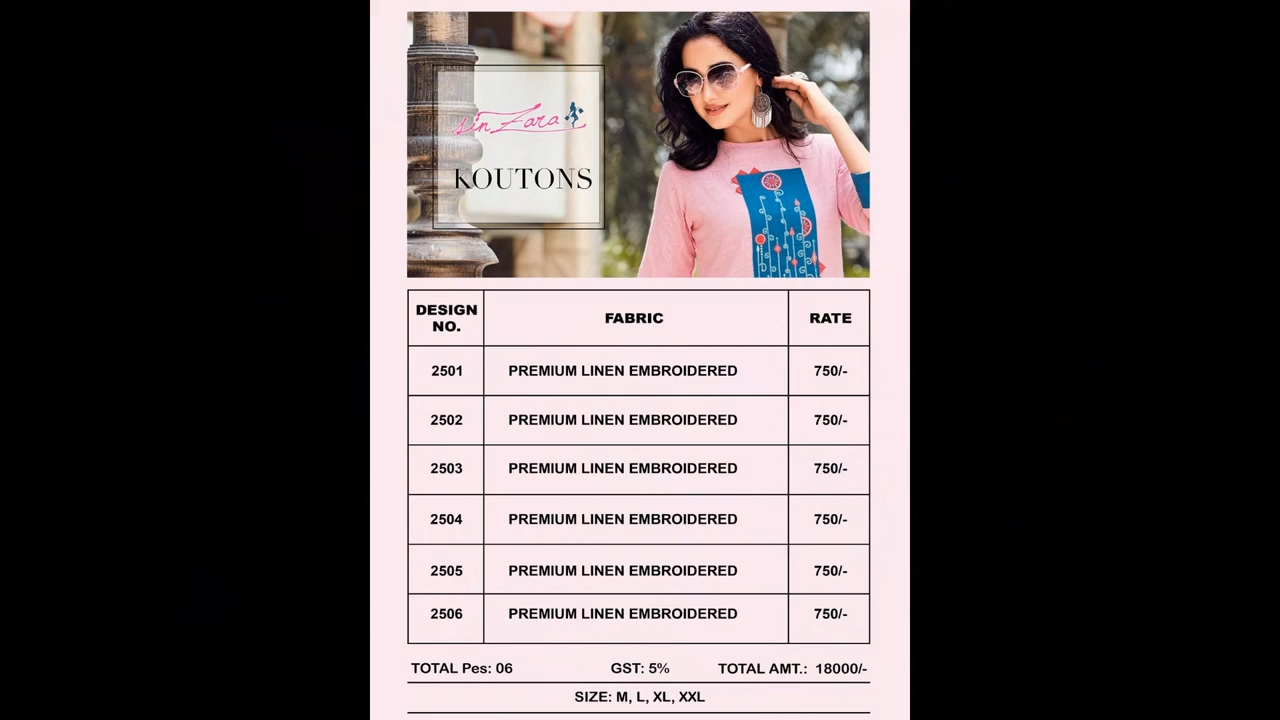 sinZara
KOUTONS
DESIGN NO. FABRIC RATE
2501 PREMIUM LINEN EMBROIDERED 750/-
2502 PREMIUM LINEN EMBROIDERED 750/-
2503 PREMIUM LINEN EMBROIDERED 750/-
2504 PREMIUM LINEN EMBROIDERED 750/-
2505 PREMIUM LINEN EMBROIDERED 750/-
2506 PREMIUM LINEN EMBROIDERED 750/-
TOTAL Pes: 06 GST: 5% TOTAL AMT.: 18000/-
SIZE: M, L, XL, XXL